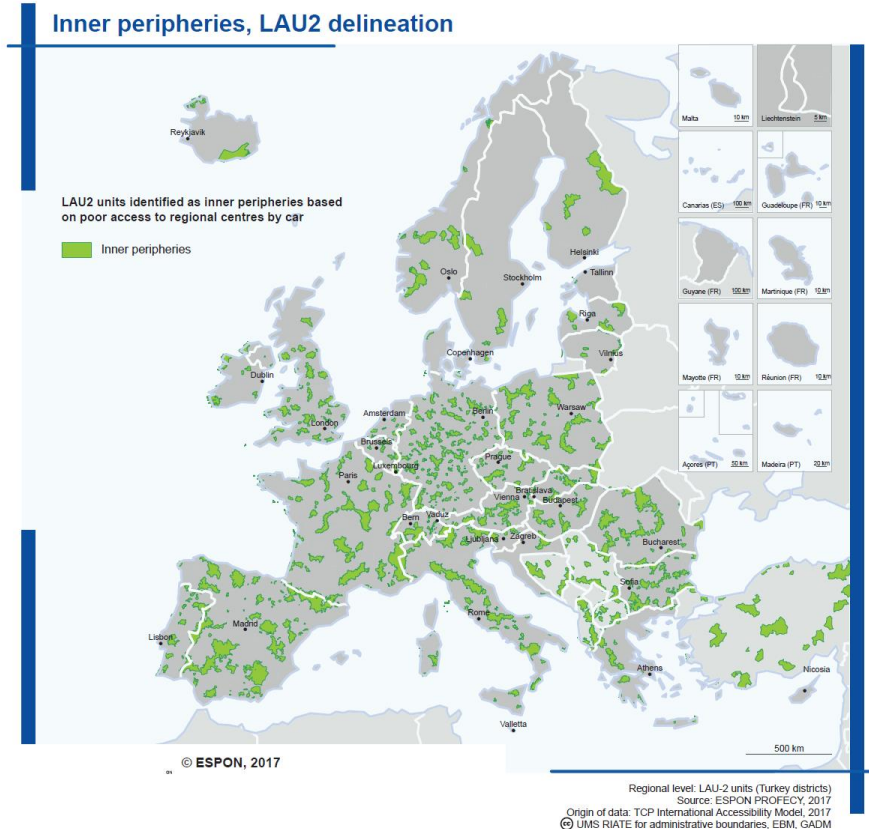 Inner peripheries, LAU2 delineation
Reykjavík
LAU2 units identified as inner peripheries based
on poor access to regional centres by car
Inner peripheries
Malta
10 km
Liechtenstein
5 km
Canarias (ES)
100 km
Guadeloupe (FR)
10 km
Guyane (FR)
100 km
Martinique (FR)
10 km
Mayotte (FR)
10 km
Réunion (FR)
10 km
Açores (PT)
50 km
Madeira (PT)
20 km
Oslo
Helsinki
Tallinn
Stockholm
Riga
Copenhagen
Vilnius
Dublin
London
Amsterdam
Berlin
Warsaw
Brussels
Luxembourg
Prague
Paris
Vienna
Bratislava
Budapest
Bern
Vaduz
Ljubljana
Zagreb
Bucharest
Sofia
Rome
Madrid
Lisbon
Athens
Nicosia
Valletta
500 km
© ESPON, 2017
Regional level: LAU-2 units (Turkey districts)
Source: ESPON PROFECY, 2017
Origin of data: TCP International Accessibility Model, 2017
UMS RIATE for administrative boundaries, EBM, GADM